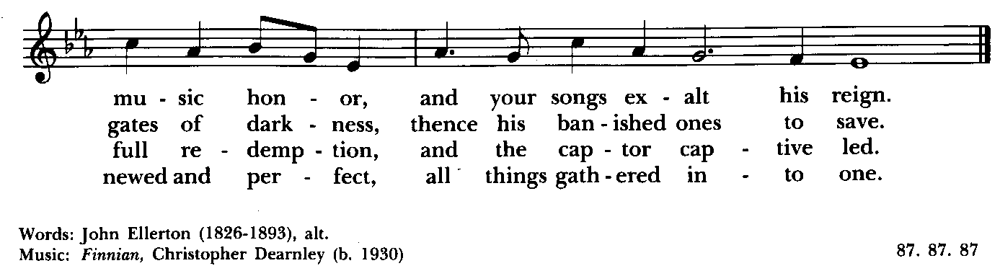 mu - sic hon - or, and your songs ex - alt his reign.
gates of dark - ness, thence his ban - ished ones to save.
full re - demp - tion, and the cap - tor cap - tive led.
newed and per - fect, all things gath - ered in - to one.
Words: John Ellerton (1826-1893), alt.
Music: Finnian, Christopher Dearnley (b. 1930)
87. 87. 87